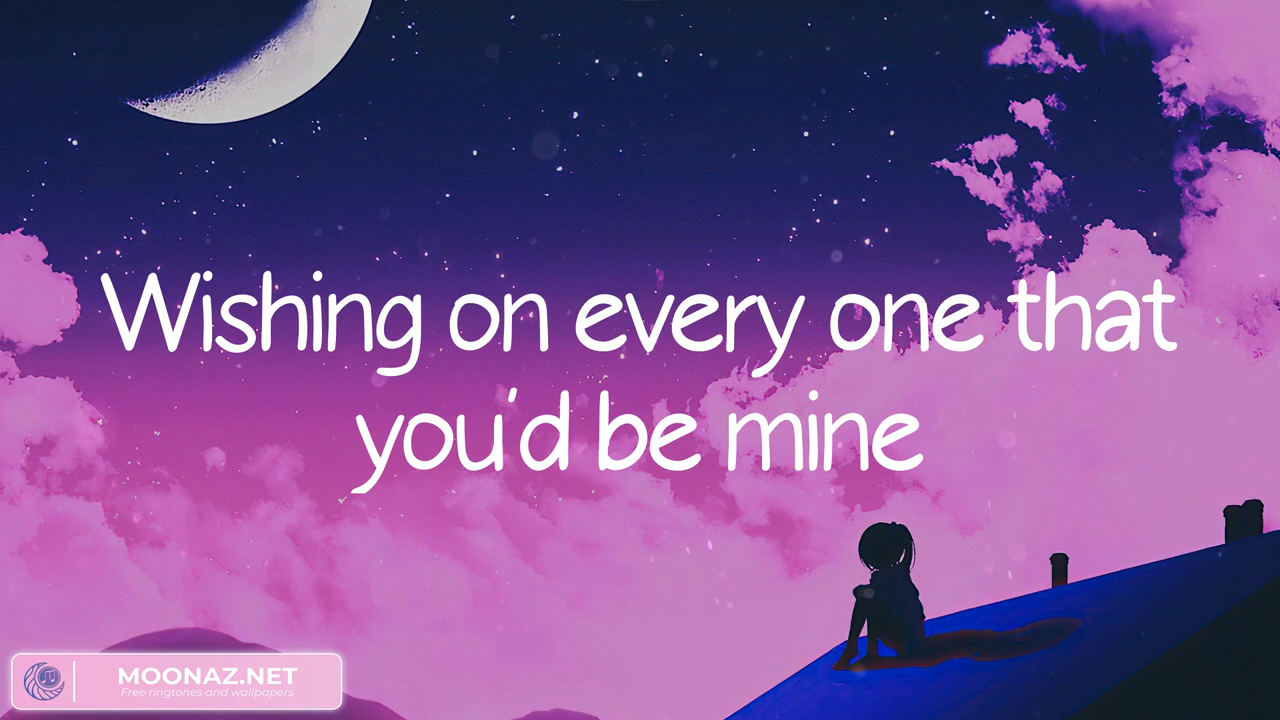 Wishing on every one that
you'd be mine
MOONAZ.NET
Free ringtones and wallpapers